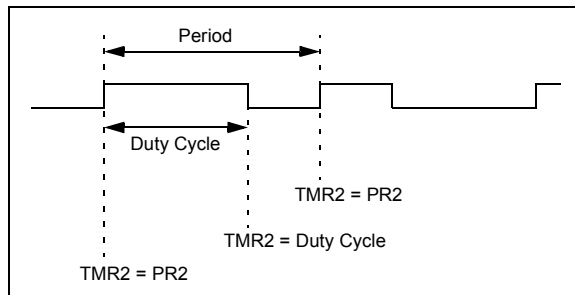 Period
Duty Cycle
TMR2 = PR2
TMR2 = Duty Cycle
TMR2 = PR2